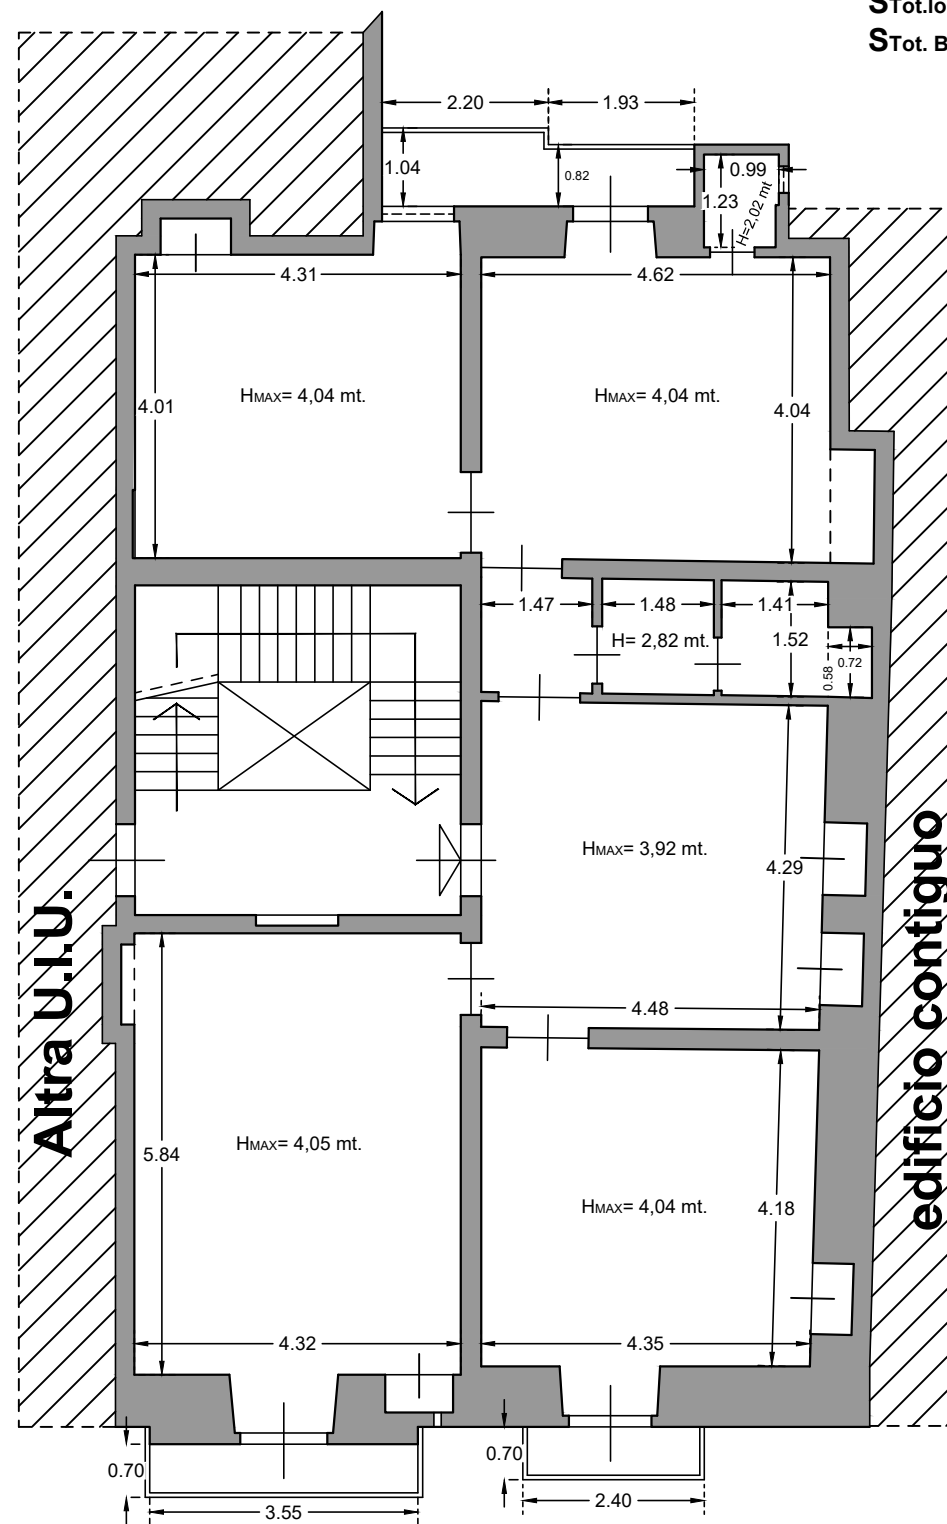 STot.lo
STot. B
2.20
1.93
1.04
0.82
0.99
1.23
H=2,02 mt
4.31
4.62
4.01
HMAX= 4,04 mt.
HMAX= 4,04 mt.
4.04
1.47
1.48
1.41
H= 2,82 mt.
1.52
0.58
0.72
HMAX= 3,92 mt.
4.29
Altra U.I.U.
edificio contiguo
4.48
5.84
HMAX= 4,05 mt.
HMAX= 4,04 mt.
4.18
4.32
4.35
0.70
0.70
3.55
2.40